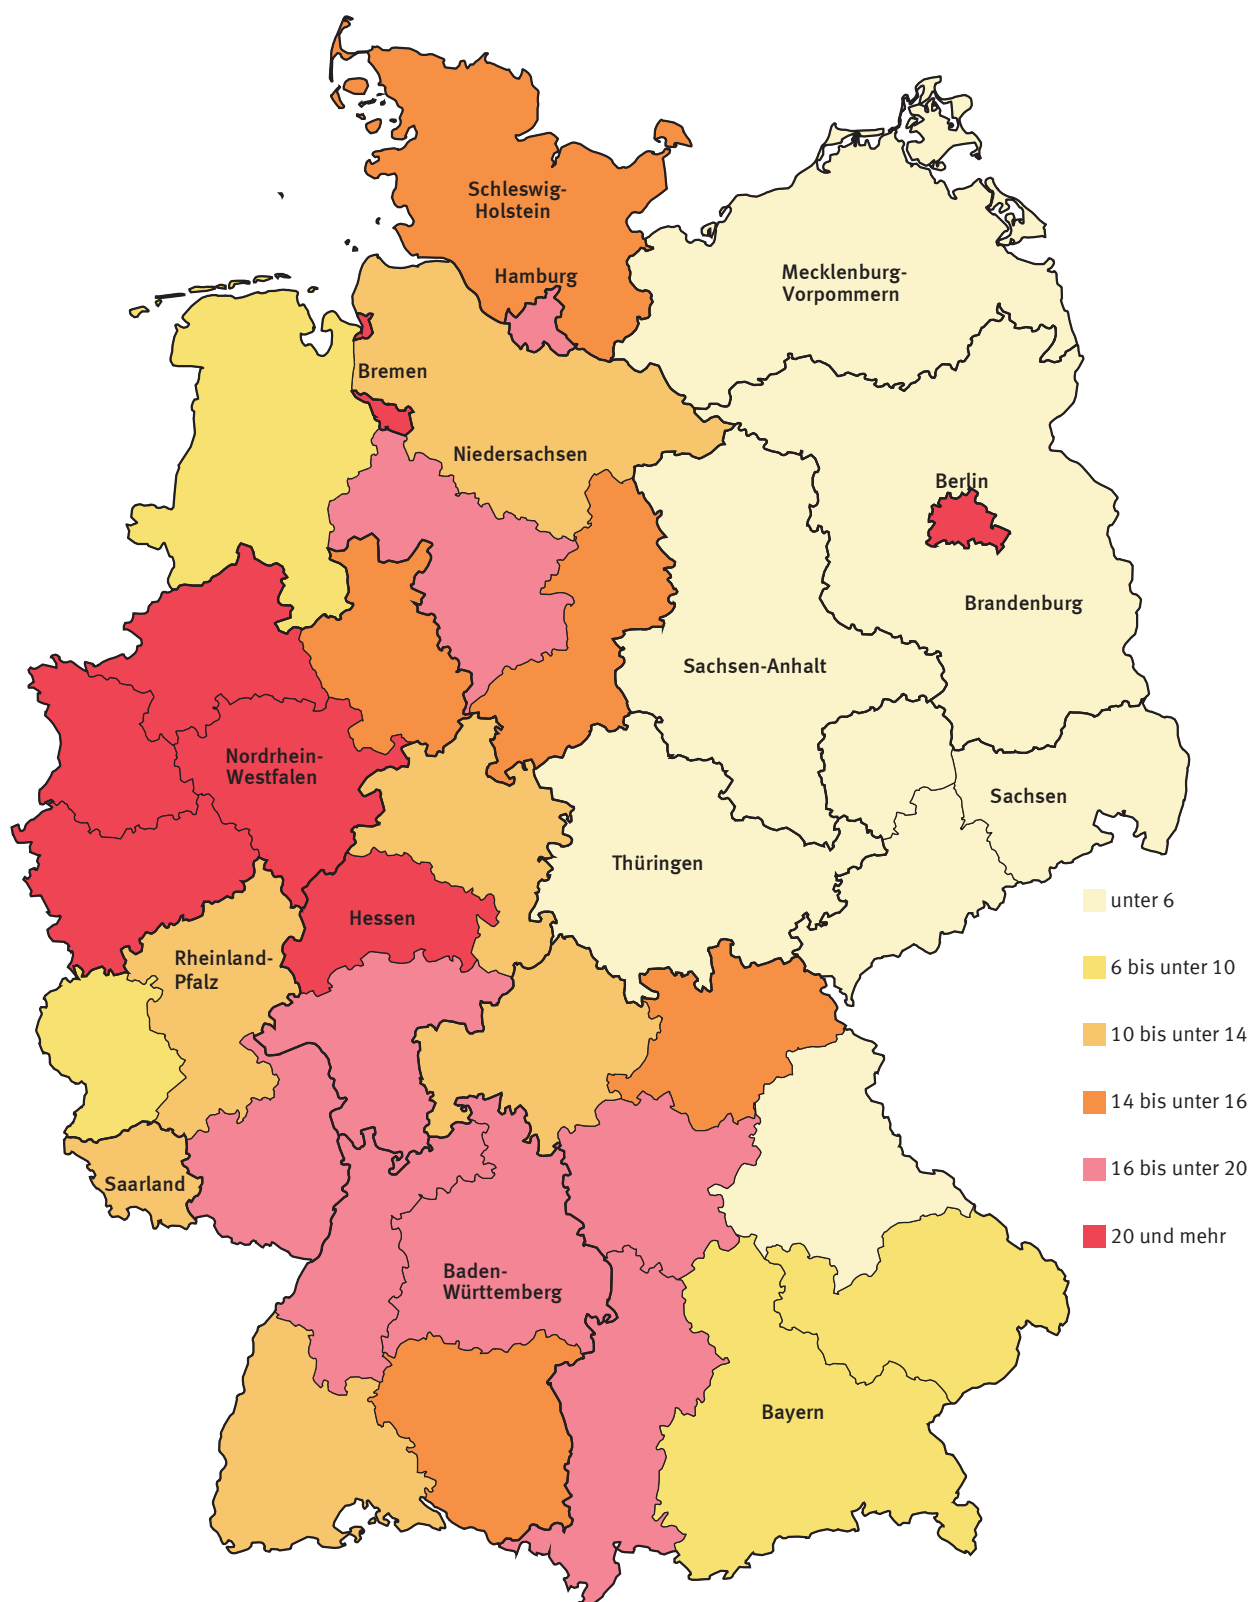 Schleswig-
Holstein
Hamburg
Mecklenburg-
Vorpommern
Bremen
Niedersachsen
Berlin
Brandenburg
Sachsen-Anhalt
Nordrhein-
Westfalen
Sachsen
Thüringen
Hessen
Rheinland-
Pfalz
Saarland
Baden-
Württemberg
Bayern
unter 6
6 bis unter 10
10 bis unter 14
14 bis unter 16
16 bis unter 20
20 und mehr